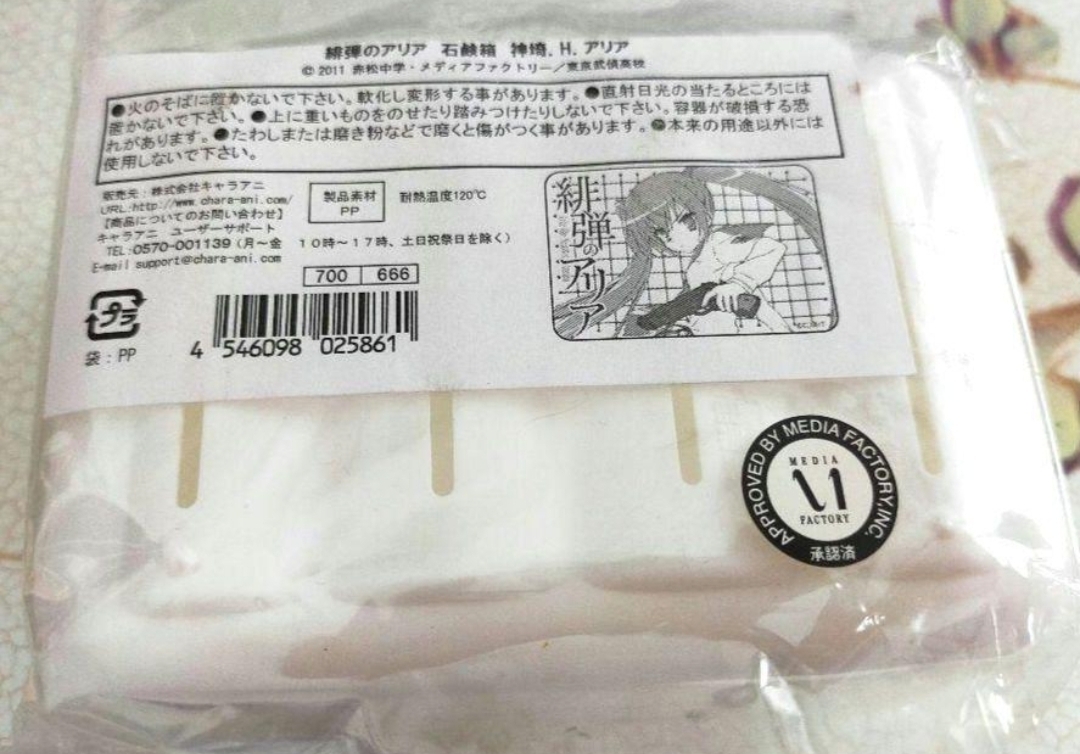 緋弾のアリア 石鹸箱 神埼.H.アリア
© 2011 赤松中学・メディアファクトリー/東京武偵高校
●火のそばに置かないで下さい。軟化し変形する事があります。●直射日光の当たるところには
置かないで下さい。●上に重いものをのせたり踏みつけたりしないで下さい。容器が破損する恐
れがあります。●たわしまたは磨き粉などで磨くと傷がつく事があります。●本来の用途以外には
使用しないで下さい。
販売元:株式会社キャラアニ
URL:http://www.chara-ani.com/
【商品についてのお問い合わせ】
キャラアニ ユーザーサポート
TEL:0570-001139(月~金 10時~17時、土日祝祭日を除く)
E-mail support@chara-ani.com
製品素材
PP
耐熱温度120℃
700 666
プラ
袋:PP
4 546098 025861
緋弾のアリア
APPROVED BY MEDIA FACTORY,INC.
MEDIA
FACTORY
承認済